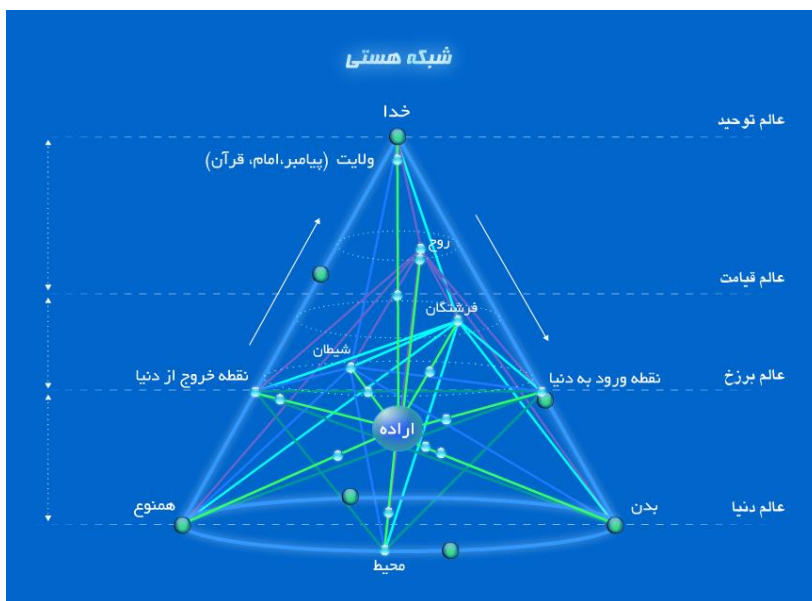 شبکه هستی
خدا
عالم توحید
ولایت (پیامبر،امام، قرآن)
روح
عالم قیامت
فرشتگان
شیطان
عالم برزخ
نقطه ورود به دنیا
نقطه خروج از دنیا
اراده
عالم دنیا
بدن
همنوع
محیط